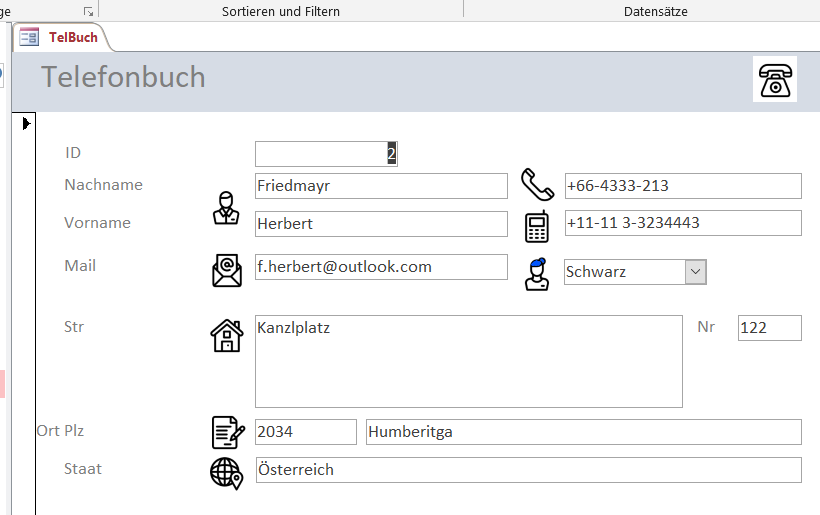 ge Sortieren und Filtern Datensätze
TelBuch
Telefonbuch
ID 2
Nachname Friedmayr +66-4333-213
Vorname Herbert +11-11 3-3234443
Mail f.herbert@outlook.com Schwarz
Str Kanzlplatz Nr 122
Ort Plz 2034 Humberitga
Staat Österreich